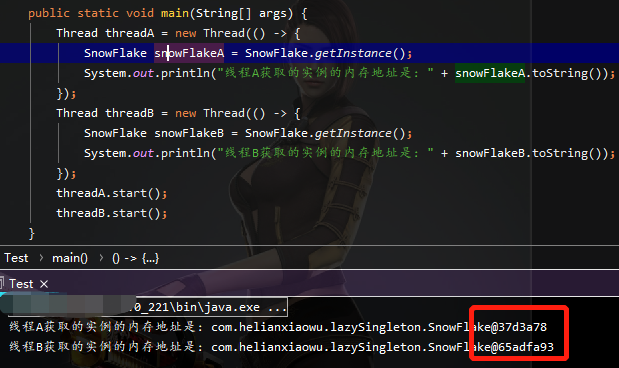 public static void main(String[] args) {
Thread threadA = new Thread(() -> {
SnowFlake snowFlakeA = SnowFlake.getInstance();
System.out.println("线程A获取的实例的内存地址是: " + snowFlakeA.toString());
});
Thread threadB = new Thread(() -> {
SnowFlake snowFlakeB = SnowFlake.getInstance();
System.out.println("线程B获取的实例的内存地址是: " + snowFlakeB.toString());
});
threadA.start();
threadB.start();
}
Test › main() › () -> {...}
Test ×
.0_221\bin\java.exe ...
线程A获取的实例的内存地址是: com.helianxiaowu.lazySingleton.SnowFlake@37d3a78
线程B获取的实例的内存地址是: com.helianxiaowu.lazySingleton.SnowFlake@65adfa93